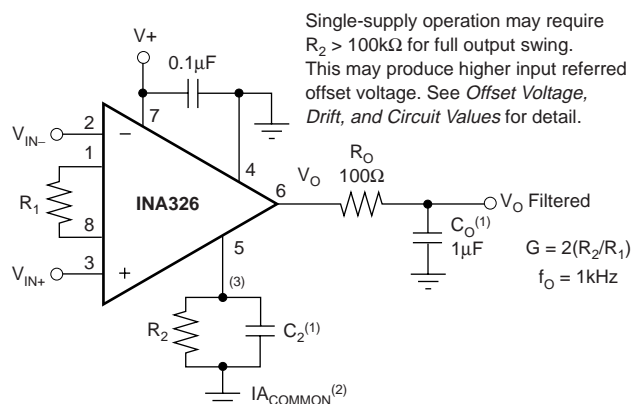 Single-supply operation may require
R2 > 100kΩ for full output swing.
This may produce higher input referred
offset voltage. See Offset Voltage,
Drift, and Circuit Values for detail.
V+
0.1µF
7
VIN−
2
−
1
4
R1
INA326
VO
RO
100Ω
6
VO Filtered
8
5
CO(1)
1µF
G = 2(R2/R1)
fO = 1kHz
VIN+
3
+
(3)
R2
C2(1)
IACOMMON(2)